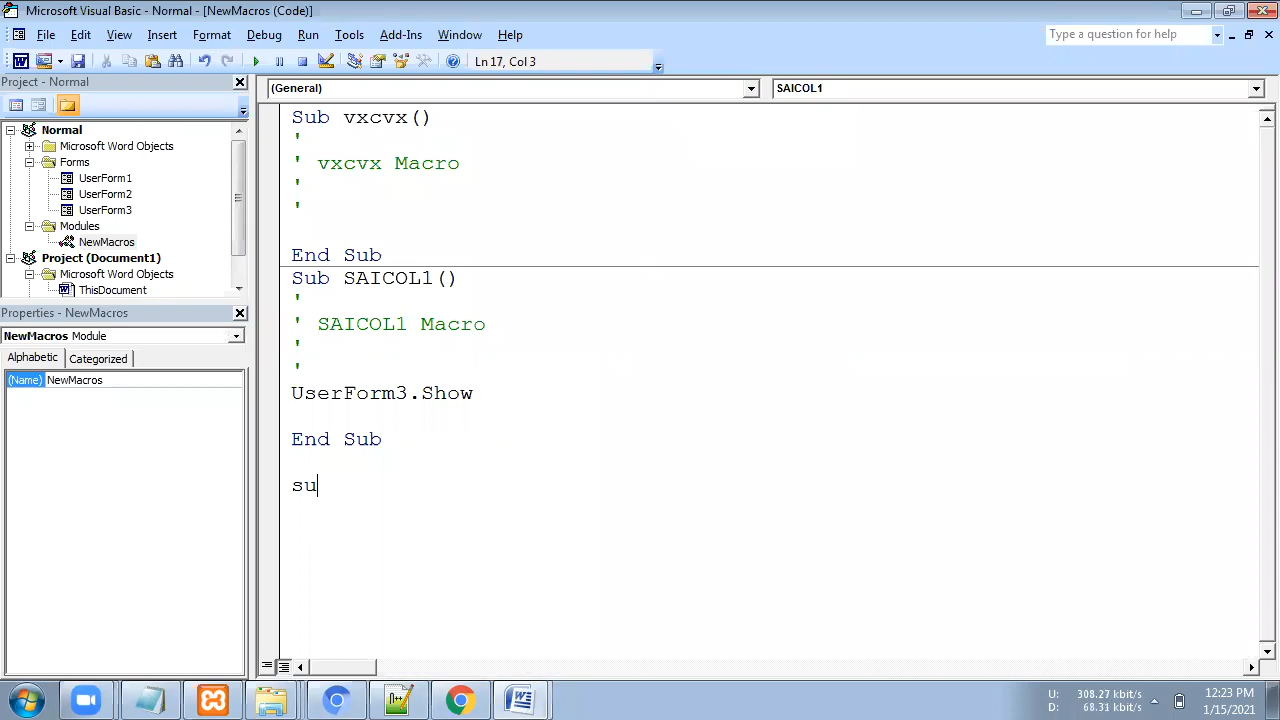 Microsoft Visual Basic - Normal - [NewMacros (Code)]
File Edit View Insert Format Debug Run Tools Add-Ins Window Help
Type a question for help
Ln 17, Col 3
Project - Normal
Normal
Microsoft Word Objects
Forms
UserForm1
UserForm2
UserForm3
Modules
NewMacros
Project (Document1)
Microsoft Word Objects
ThisDocument
Properties - NewMacros
NewMacros Module
Alphabetic Categorized
(Name) NewMacros
(General) SAICOL1
Sub vxcvx()
'
' vxcvx Macro
'
'
End Sub
Sub SAICOL1()
'
' SAICOL1 Macro
'
'
UserForm3.Show
End Sub
su
U: 308.27 kbit/s
D: 68.31 kbit/s
12:23 PM
1/15/2021